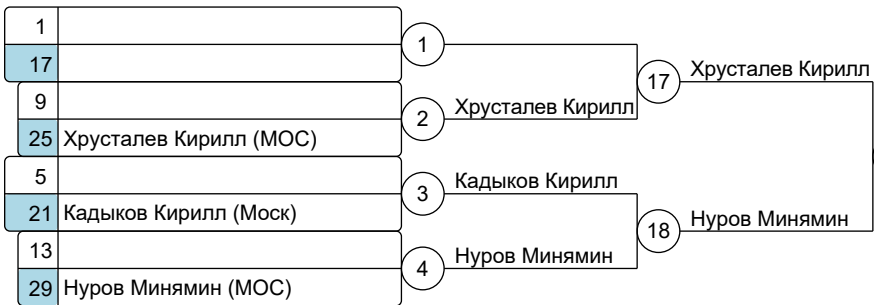 1
17
1
9
25 Хрусталев Кирилл (МОС)
2
Хрусталев Кирилл
17
Хрусталев Кирилл
5
21 Кадыков Кирилл (Моск)
3
Кадыков Кирилл
13
29 Нуров Минямин (МОС)
4
Нуров Минямин
18
Нуров Минямин